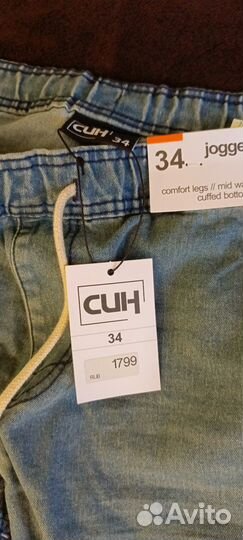 CUH 34
34. . jogge
comfort legs // mid wa
cuffed botto
CUH
34
1799
RUB
Avito